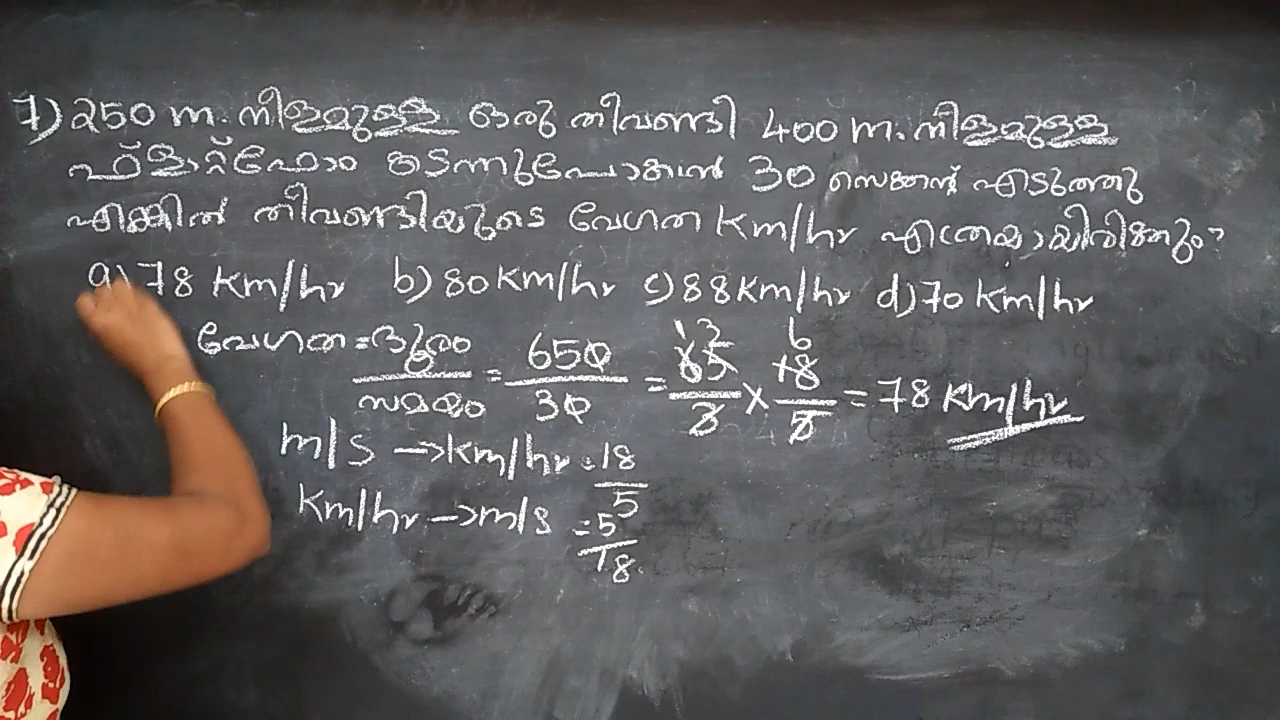 7) 250 m. നീളമുള്ള ഒരു തീവണ്ടി 400 m. നീളമുള്ള
ഫ്ളാറ്റ്ഫോം കടന്നുപോകാൻ 30 സെക്കന്റ് എടുത്തു
എങ്കിൽ തീവണ്ടിയുടെ വേഗത Km/hr എത്രയായിരിക്കും?
a) 78 Km/hr b) 80 Km/hr c) 88 Km/hr d) 70 Km/hr
വേഗത = ദൂരം / സമയം = 650 / 30 = 65 / 3 × 18 / 5 = 78 Km/hr
m/s → km/hr = 18/5
Km/hr → m/s = 5/18